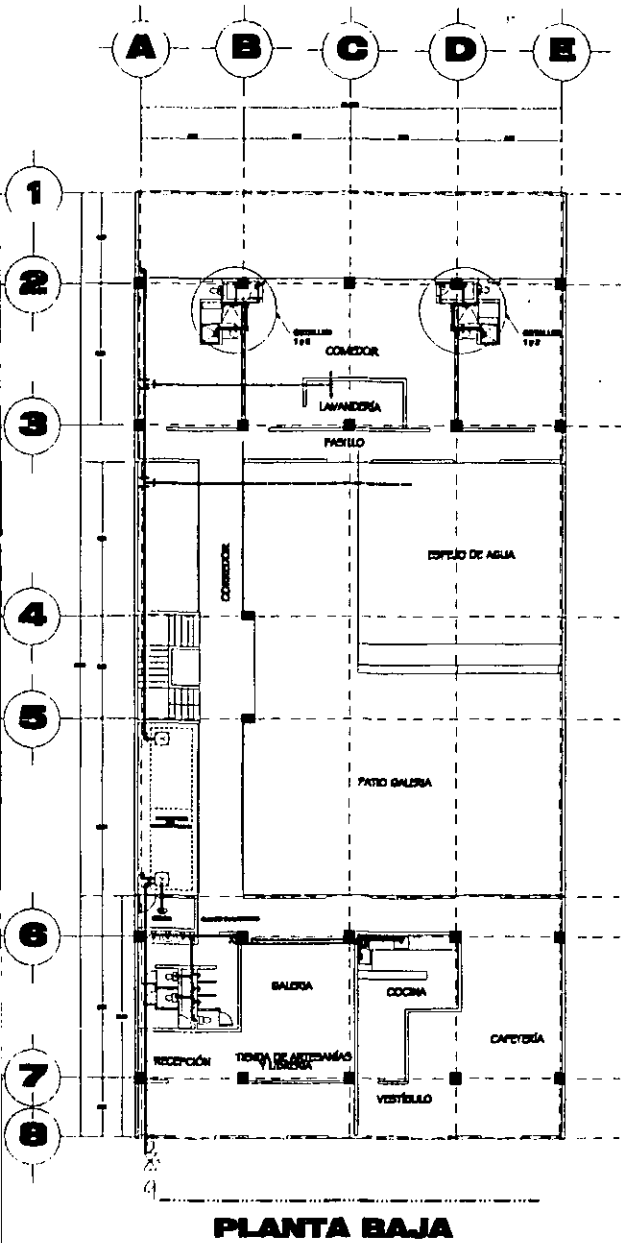 A B C D E
1
2
COMEDOR
LAVANDERÍA
3
PASILLO
ESPEJO DE AGUA
CORREDOR
4
5
PATIO GALERIA
6
GALERIA
COCINA
CAFETERÍA
RECEPCIÓN
TIENDA DE ARTESANÍAS
Y LIBRERIA
7
VESTÍBULO
8
PLANTA BAJA